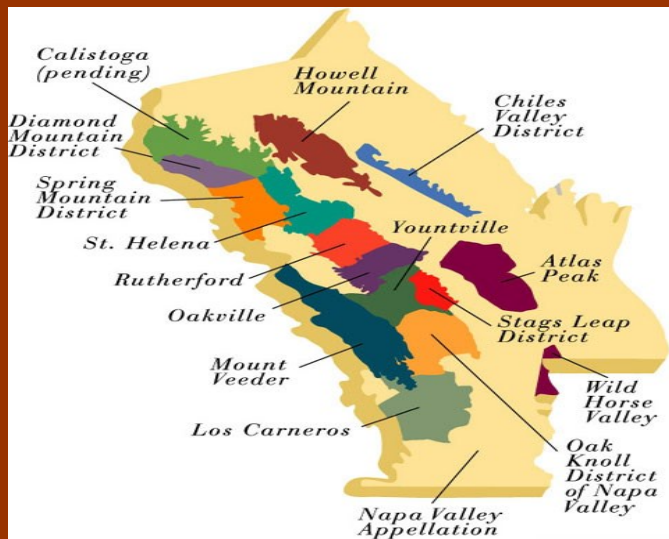 Calistoga
(pending)
Howell
Mountain
Chiles
Valley
District
Diamond
Mountain
District
Spring
Mountain
District
St. Helena
Yountville
Rutherford
Atlas
Peak
Oakville
Stags Leap
District
Mount
Veeder
Wild
Horse
Valley
Los Carneros
Oak
Knoll
District
of Napa
Valley
Napa Valley
Appellation